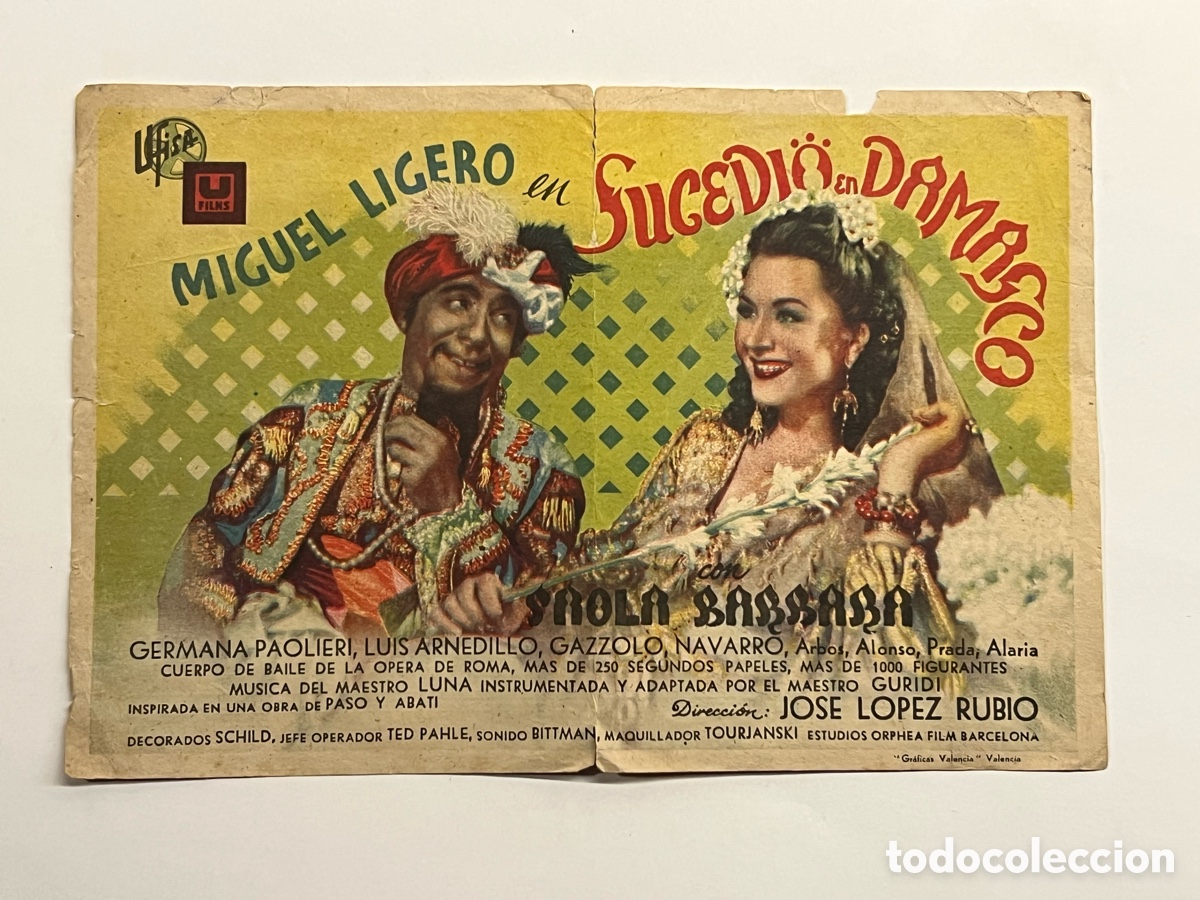 Ufisa
U
FILMS
MIGUEL LIGERO en SUCEDIÖ en DAMASCO
con
PAOLA BARBARA
GERMANA PAOLIERI, LUIS ARNEDILLO, GAZZOLO, NAVARRO, Arbos, Alonso, Prada, Alaria
CUERPO DE BAILE DE LA OPERA DE ROMA, MAS DE 250 SEGUNDOS PAPELES, MAS DE 1000 FIGURANTES
MUSICA DEL MAESTRO LUNA INSTRUMENTADA Y ADAPTADA POR EL MAESTRO GURIDI
INSPIRADA EN UNA OBRA DE PASO Y ABATI
Dirección: JOSE LOPEZ RUBIO
DECORADOS SCHILD, JEFE OPERADOR TED PAHLE, SONIDO BITTMAN, MAQUILLADOR TOURJANSKI ESTUDIOS ORPHEA FILM BARCELONA
"Gráficas Valencia" Valencia
todocoleccion